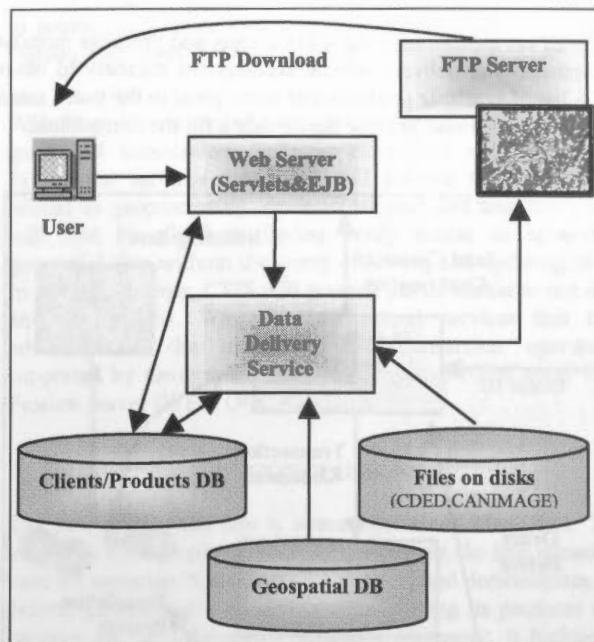 FTP Download
FTP Server
Web Server
(Servlets&EJB)
User
Data
Delivery
Service
Clients/Products DB
Files on disks
(CDED,CANIMAGE)
Geospatial DB